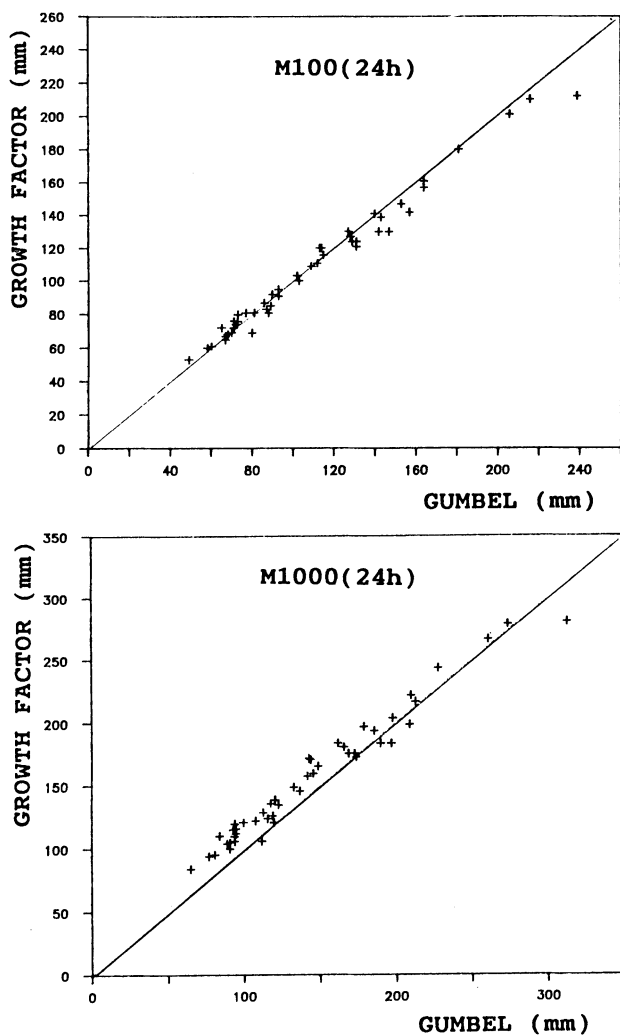 260
240
220
200
180
160
140
120
100
80
60
40
20
0
GROWTH FACTOR (mm)
M100(24h)
0 40 80 120 160 200 240
GUMBEL (mm)
350
300
250
200
150
100
50
0
GROWTH FACTOR (mm)
M1000(24h)
0 100 200 300
GUMBEL (mm)